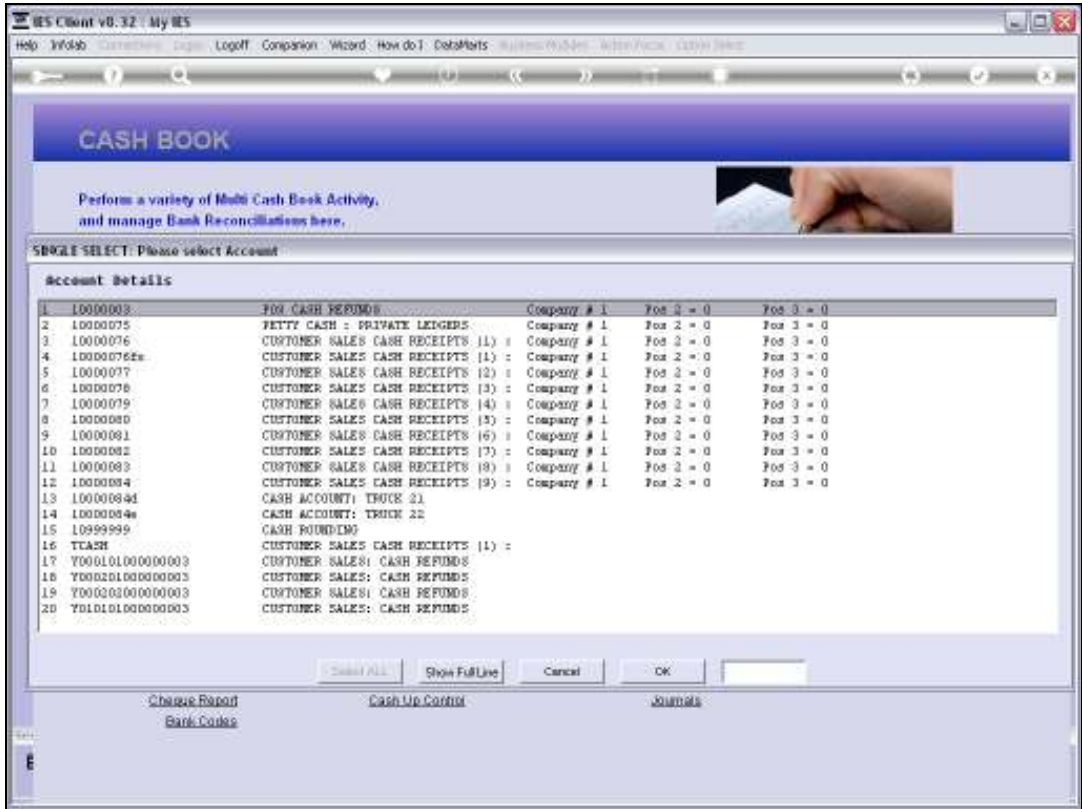 IES Client v8.32 : My IES
Help Infolab Logoff Companion Wizard How do I DataMarts
CASH BOOK
Perform a variety of Multi Cash Book Activity,
and manage Bank Reconciliations here.
SINGLE SELECT: Please select Account
Account Details
1 10000003 POS CASH REFUNDS Company # 1 Pos 2 = 0 Pos 3 = 0
2 10000075 PETTY CASH : PRIVATE LEDGERS Company # 1 Pos 2 = 0 Pos 3 = 0
3 10000076 CUSTOMER SALES CASH RECEIPTS (1) : Company # 1 Pos 2 = 0 Pos 3 = 0
4 10000076fx CUSTOMER SALES CASH RECEIPTS (1) : Company # 1 Pos 2 = 0 Pos 3 = 0
5 10000077 CUSTOMER SALES CASH RECEIPTS (2) : Company # 1 Pos 2 = 0 Pos 3 = 0
6 10000078 CUSTOMER SALES CASH RECEIPTS (3) : Company # 1 Pos 2 = 0 Pos 3 = 0
7 10000079 CUSTOMER SALES CASH RECEIPTS (4) : Company # 1 Pos 2 = 0 Pos 3 = 0
8 10000080 CUSTOMER SALES CASH RECEIPTS (5) : Company # 1 Pos 2 = 0 Pos 3 = 0
9 10000081 CUSTOMER SALES CASH RECEIPTS (6) : Company # 1 Pos 2 = 0 Pos 3 = 0
10 10000082 CUSTOMER SALES CASH RECEIPTS (7) : Company # 1 Pos 2 = 0 Pos 3 = 0
11 10000083 CUSTOMER SALES CASH RECEIPTS (8) : Company # 1 Pos 2 = 0 Pos 3 = 0
12 10000084 CUSTOMER SALES CASH RECEIPTS (9) : Company # 1 Pos 2 = 0 Pos 3 = 0
13 10000084d CASH ACCOUNT: TRUCK 21
14 10000084e CASH ACCOUNT: TRUCK 22
15 10999999 CASH ROUNDING
16 TCASH CUSTOMER SALES CASH RECEIPTS (1) :
17 Y000101000000003 CUSTOMER SALES: CASH REFUNDS
18 Y000201000000003 CUSTOMER SALES: CASH REFUNDS
19 Y000202000000003 CUSTOMER SALES: CASH REFUNDS
20 Y010101000000003 CUSTOMER SALES: CASH REFUNDS
Select ALL Show Full Line Cancel OK
Cheque Report Cash Up Control Journals
Bank Codes